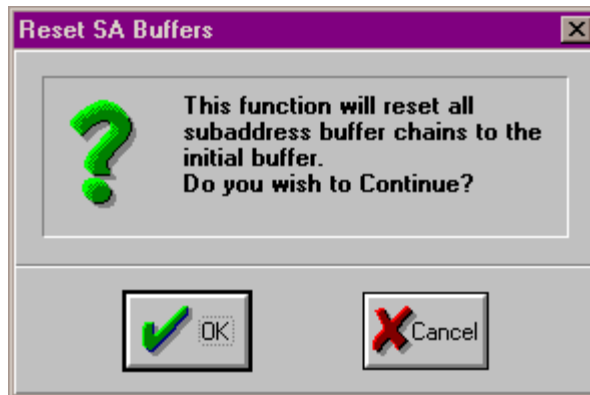 Reset SA Buffers
This function will reset all
subaddress buffer chains to the
initial buffer.
Do you wish to Continue?
OK
Cancel